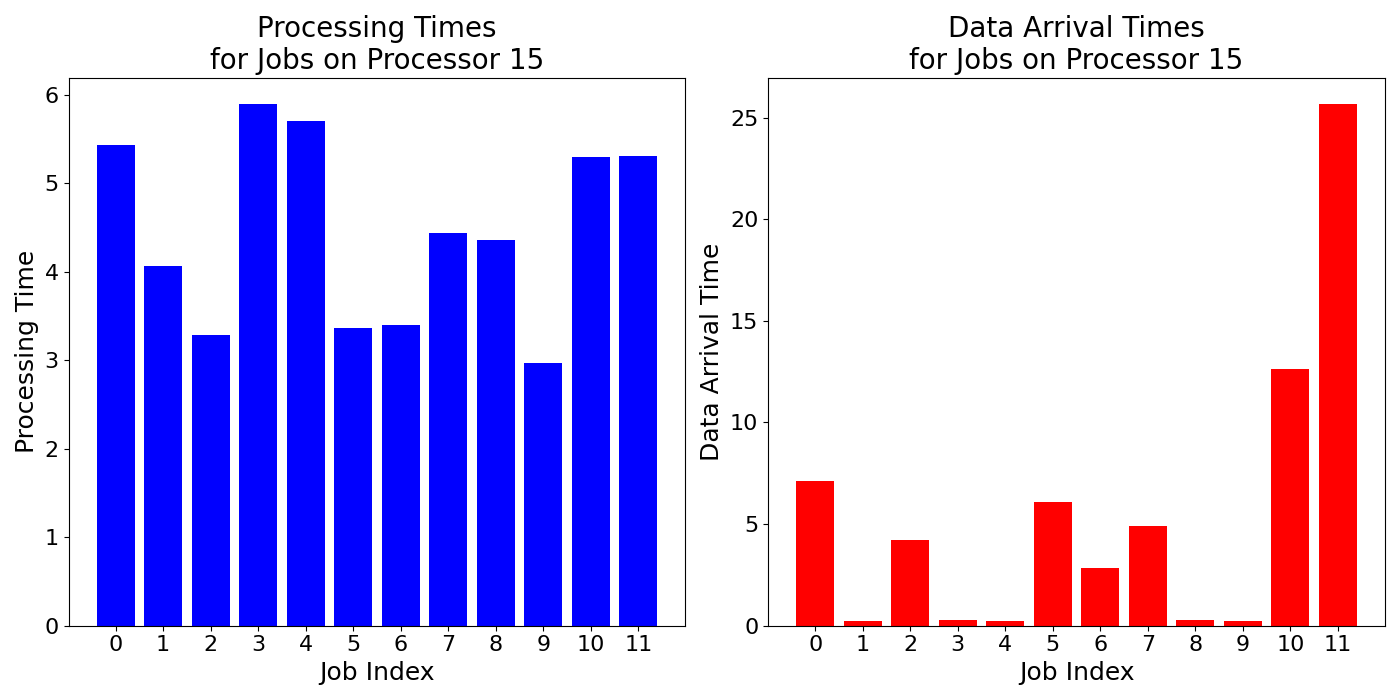 Processing Times
for Jobs on Processor 15
Processing Time
6
5
4
3
2
1
0
0 1 2 3 4 5 6 7 8 9 10 11
Job Index
Data Arrival Times
for Jobs on Processor 15
Data Arrival Time
25
20
15
10
5
0
0 1 2 3 4 5 6 7 8 9 10 11
Job Index